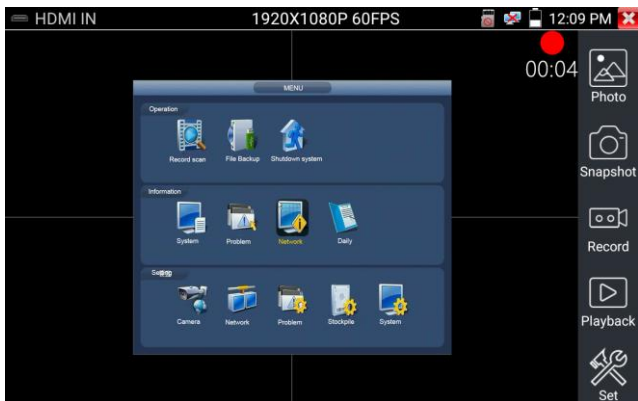 HDMI IN 1920X1080P 60FPS 12:09 PM
00:04
Photo
Snapshot
Record
Playback
Set
MENU
Operation
Record scan File Backup Shutdown system
Information
System Problem Network Daily
Camera Network Problem Stockpile System